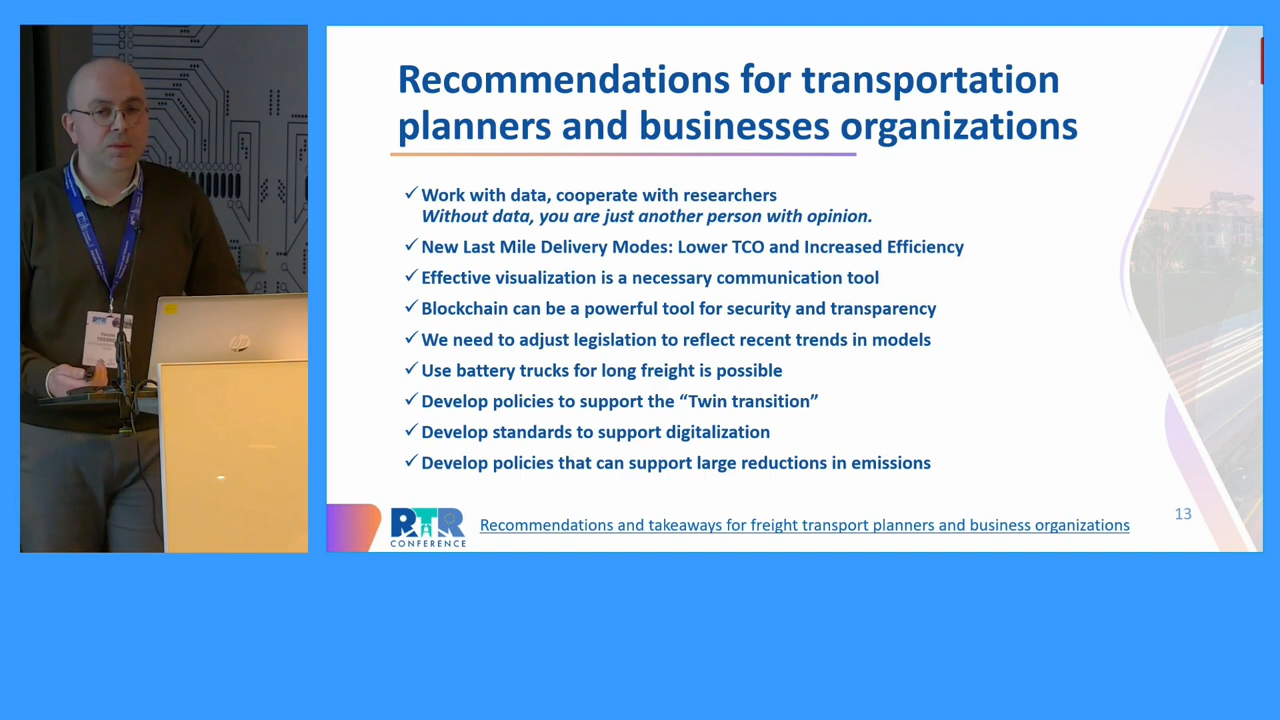 Recommendations for transportation
planners and businesses organizations
✓ Work with data, cooperate with researchers
Without data, you are just another person with opinion.
✓ New Last Mile Delivery Modes: Lower TCO and Increased Efficiency
✓ Effective visualization is a necessary communication tool
✓ Blockchain can be a powerful tool for security and transparency
✓ We need to adjust legislation to reflect recent trends in models
✓ Use battery trucks for long freight is possible
✓ Develop policies to support the “Twin transition”
✓ Develop standards to support digitalization
✓ Develop policies that can support large reductions in emissions
RTR
CONFERENCE
Recommendations and takeaways for freight transport planners and business organizations
13
hp